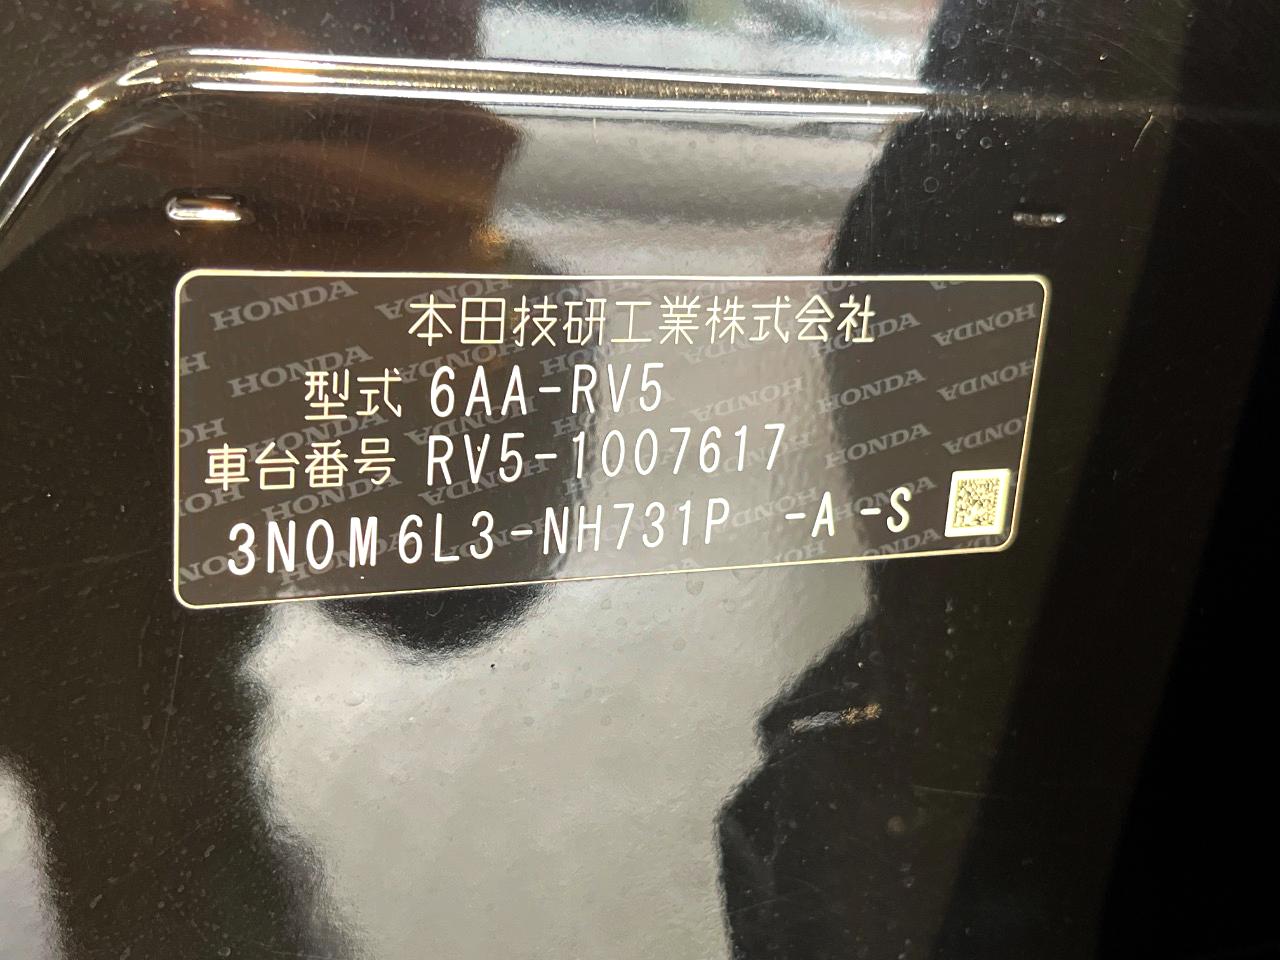 本田技研工業株式会社
型式 6AA-RV5
車台番号 RV5-1007617
3N0M6L3-NH731P -A -S
HONDA